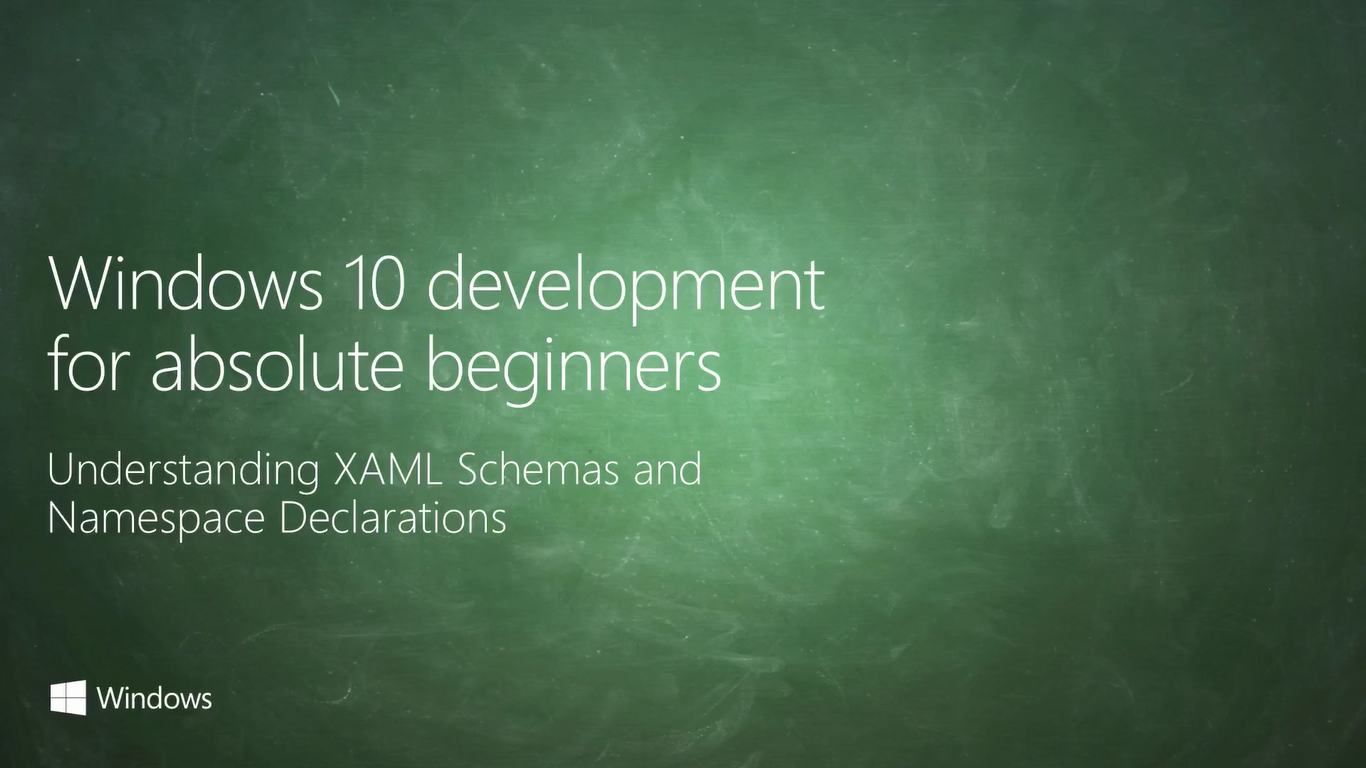 Windows 10 development
for absolute beginners
Understanding XAML Schemas and
Namespace Declarations
Windows